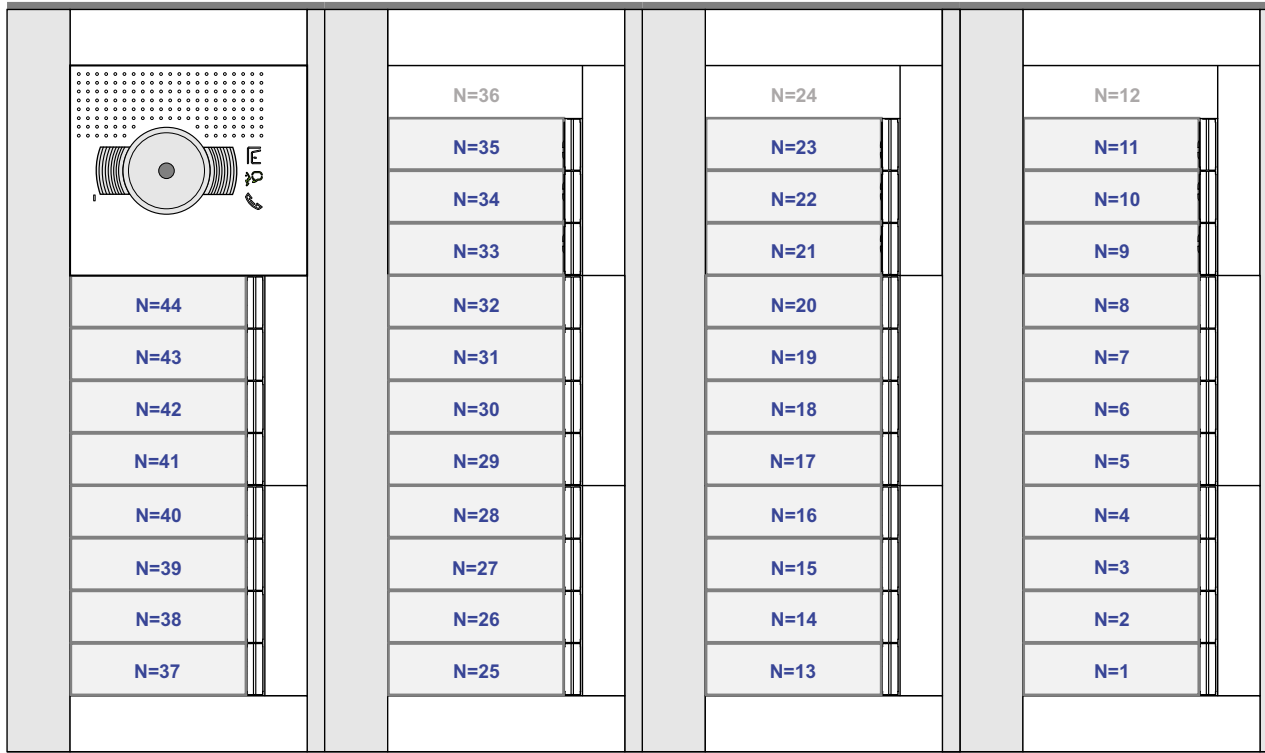 N=36 N=24 N=12
N=35 N=23 N=11
N=34 N=22 N=10
N=33 N=21 N=9
N=44 N=32 N=20 N=8
N=43 N=31 N=19 N=7
N=42 N=30 N=18 N=6
N=41 N=29 N=17 N=5
N=40 N=28 N=16 N=4
N=39 N=27 N=15 N=3
N=38 N=26 N=14 N=2
N=37 N=25 N=13 N=1